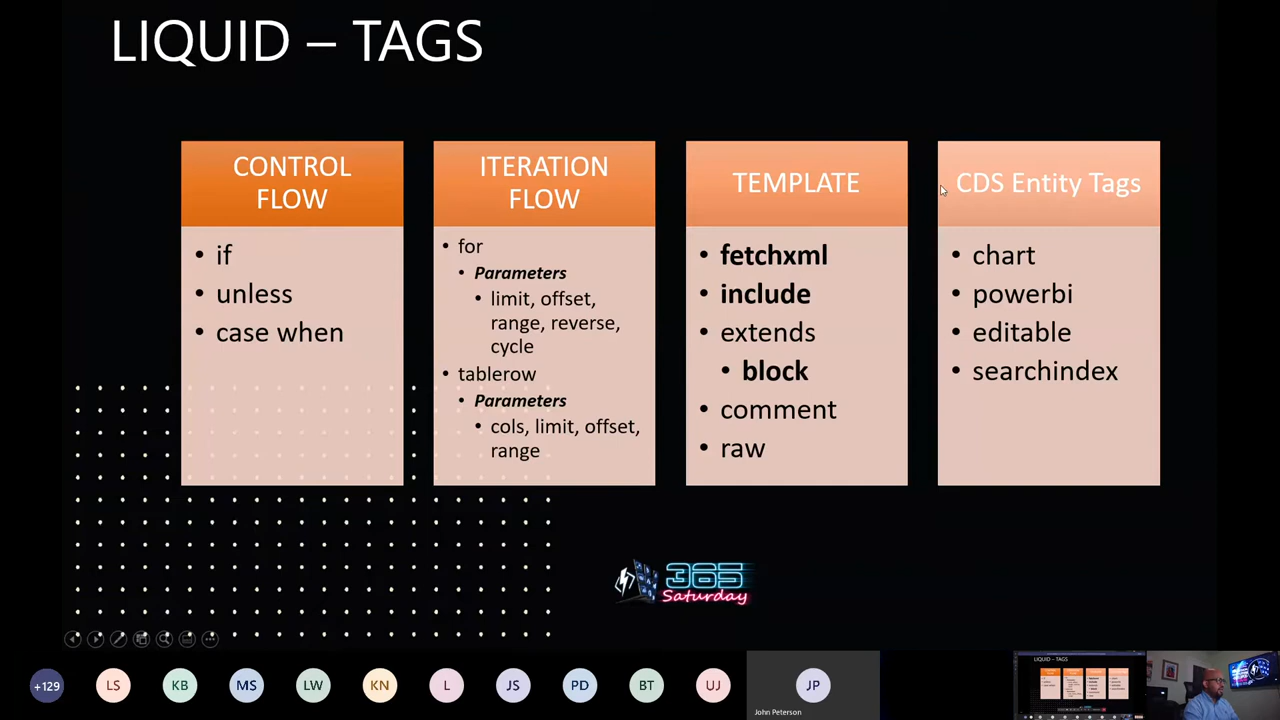 LIQUID – TAGS
CONTROL
FLOW
• if
• unless
• case when
ITERATION
FLOW
• for
• Parameters
• limit, offset,
range, reverse,
cycle
• tablerow
• Parameters
• cols, limit, offset,
range
TEMPLATE
• fetchxml
• include
• extends
• block
• comment
• raw
CDS Entity Tags
• chart
• powerbi
• editable
• searchindex
365
Saturday
+129
LS
KB
MS
LW
KN
L
JS
PD
BT
UJ
JP
John Peterson
LIQUID – TAGS